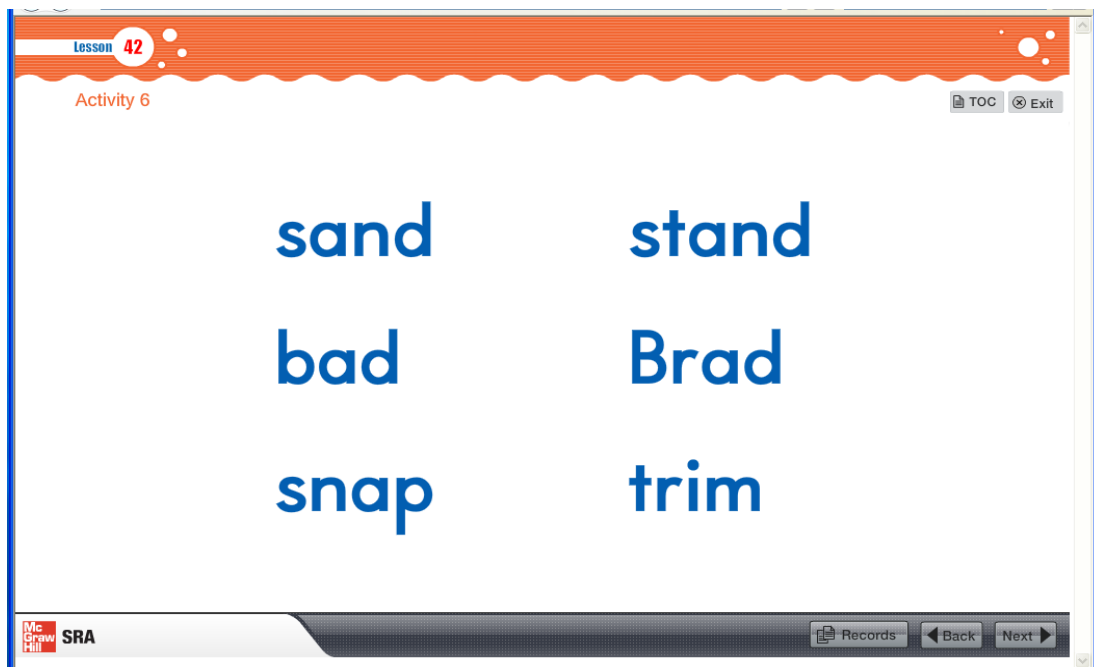 Lesson 42
Activity 6
TOC Exit
sand stand
bad Brad
snap trim
Mc
Graw
Hill SRA
Records Back Next